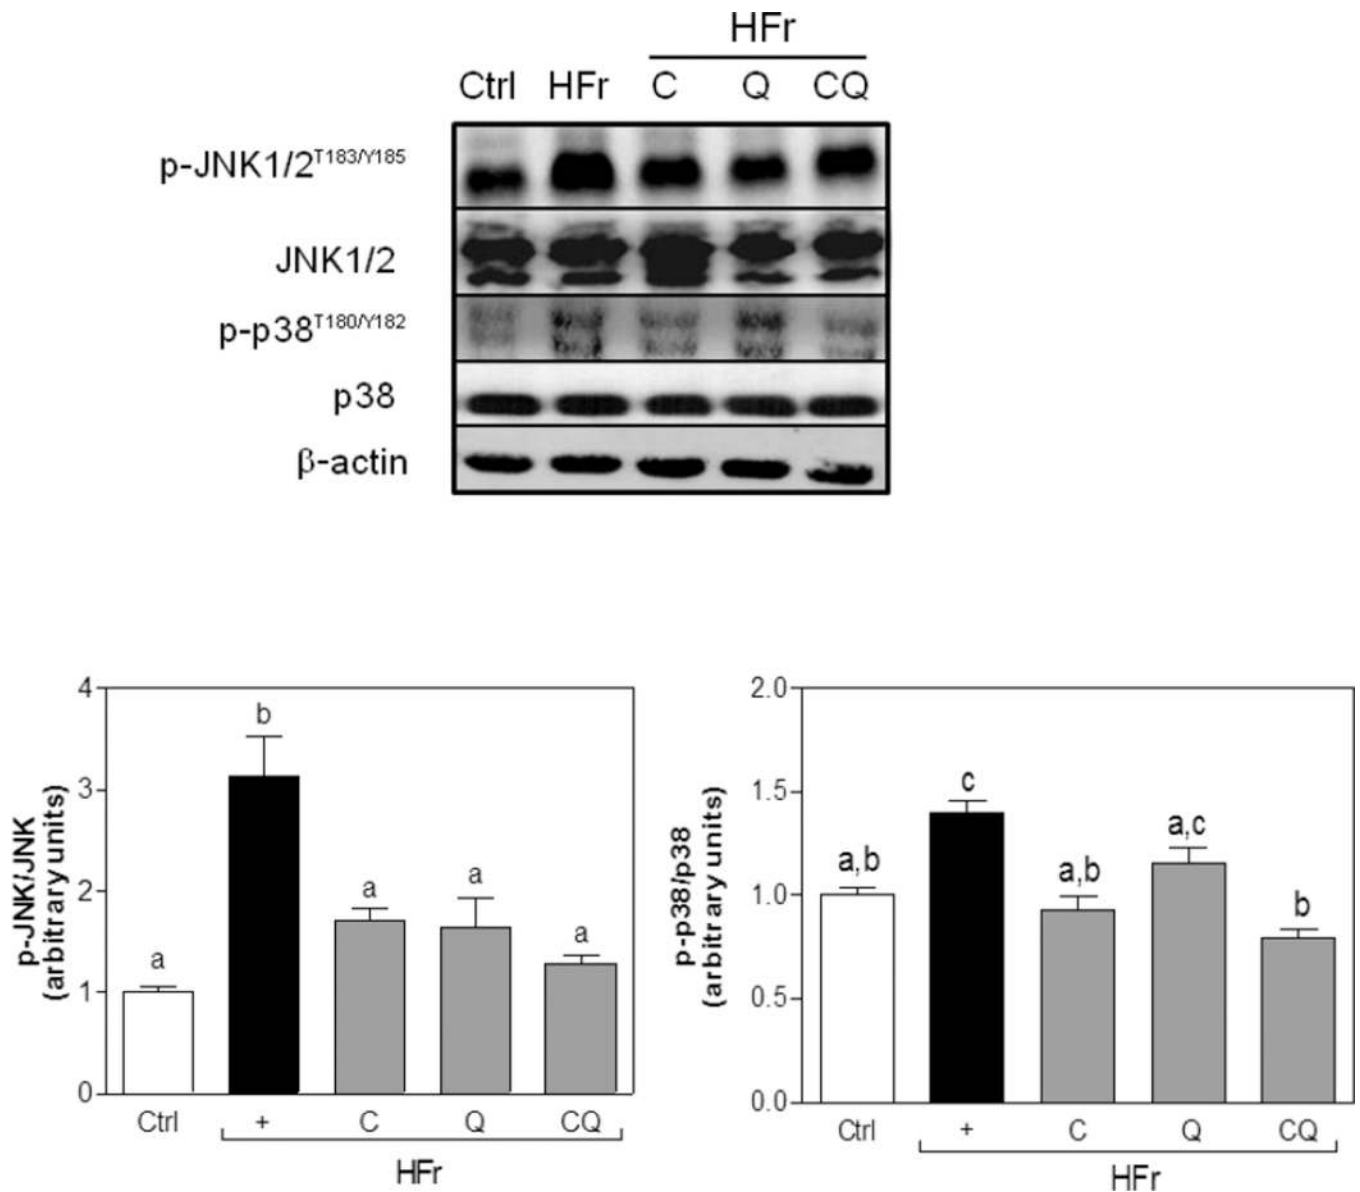 HFr
Ctrl HFr C Q CQ
p-JNK1/2T183/Y185
JNK1/2
p-p38T180/Y182
p38
β-actin
p-JNK/JNK
(arbitrary units)
4
3
2
1
0
a
b
a
a
a
Ctrl + C Q CQ
HFr
p-p38/p38
(arbitrary units)
2.0
1.5
1.0
0.5
0.0
a,b
c
a,b
a,c
b
Ctrl + C Q CQ
HFr